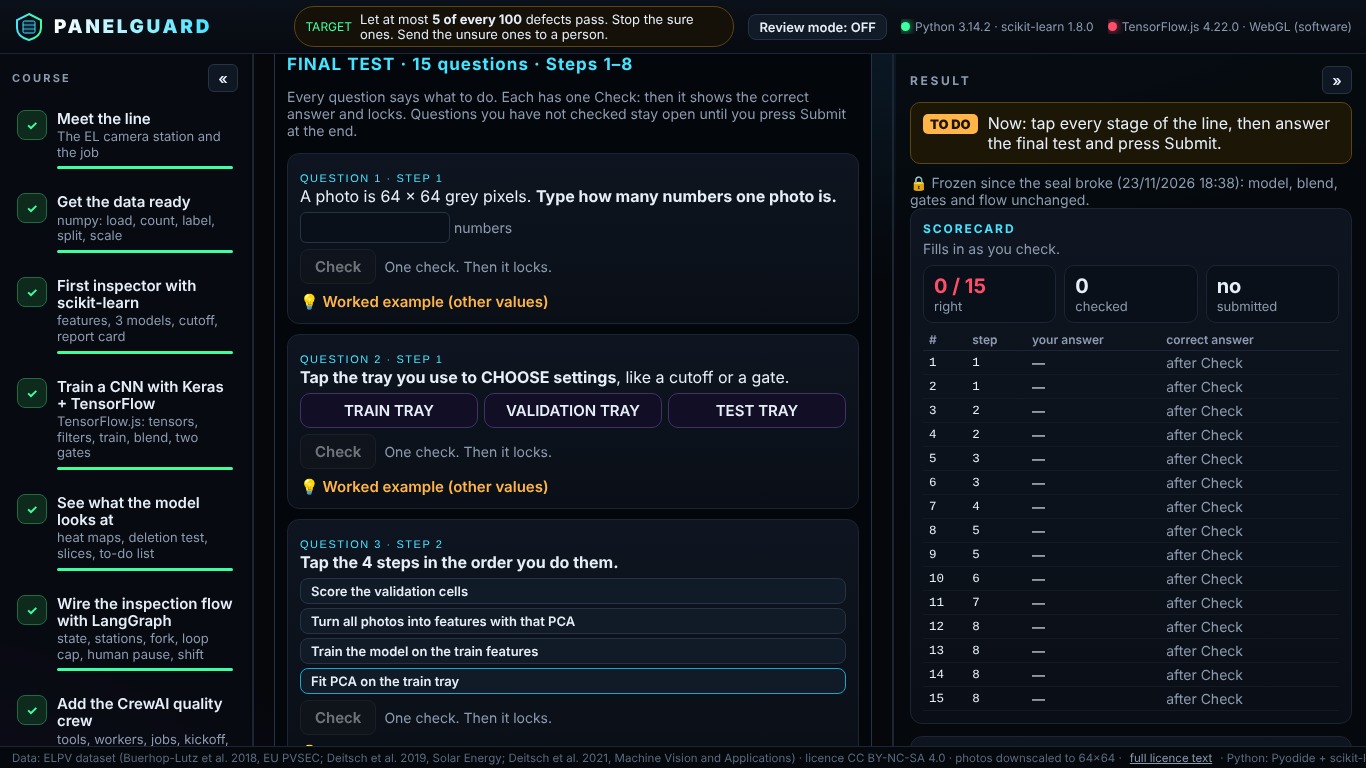 PANELGUARD
TARGET
Let at most 5 of every 100 defects pass. Stop the sure
ones. Send the unsure ones to a person.
Review mode: OFF
Python 3.14.2 · scikit-learn 1.8.0
TensorFlow.js 4.22.0 · WebGL (software)
COURSE
«
Meet the line
The EL camera station and
the job
Get the data ready
numpy: load, count, label,
split, scale
First inspector with
scikit-learn
features, 3 models, cutoff,
report card
Train a CNN with Keras
+ TensorFlow
TensorFlow.js: tensors,
filters, train, blend, two
gates
See what the model
looks at
heat maps, deletion test,
slices, to-do list
Wire the inspection flow
with LangGraph
state, stations, fork, loop
cap, human pause, shift
Add the CrewAI quality
crew
tools, workers, jobs, kickoff,
FINAL TEST · 15 questions · Steps 1–8
Every question says what to do. Each has one Check: then it shows the correct
answer and locks. Questions you have not checked stay open until you press Submit
at the end.
QUESTION 1 · STEP 1
A photo is 64 × 64 grey pixels. Type how many numbers one photo is.
numbers
Check One check. Then it locks.
💡 Worked example (other values)
QUESTION 2 · STEP 1
Tap the tray you use to CHOOSE settings, like a cutoff or a gate.
TRAIN TRAY VALIDATION TRAY TEST TRAY
Check One check. Then it locks.
💡 Worked example (other values)
QUESTION 3 · STEP 2
Tap the 4 steps in the order you do them.
Score the validation cells
Turn all photos into features with that PCA
Train the model on the train features
Fit PCA on the train tray
Check One check. Then it locks.
RESULT
»
TO DO
Now: tap every stage of the line, then answer
the final test and press Submit.
🔒 Frozen since the seal broke (23/11/2026 18:38): model, blend,
gates and flow unchanged.
SCORECARD
Fills in as you check.
0 / 15 0 no
right checked submitted
# step your answer correct answer
1 1 — after Check
2 1 — after Check
3 2 — after Check
4 2 — after Check
5 3 — after Check
6 3 — after Check
7 4 — after Check
8 5 — after Check
9 5 — after Check
10 6 — after Check
11 7 — after Check
12 8 — after Check
13 8 — after Check
14 8 — after Check
15 8 — after Check
Data: ELPV dataset (Buerhop-Lutz et al. 2018, EU PVSEC; Deitsch et al. 2019, Solar Energy; Deitsch et al. 2021, Machine Vision and Applications) · licence CC BY-NC-SA 4.0 · photos downscaled to 64×64 · full licence text · Python: Pyodide + scikit-l